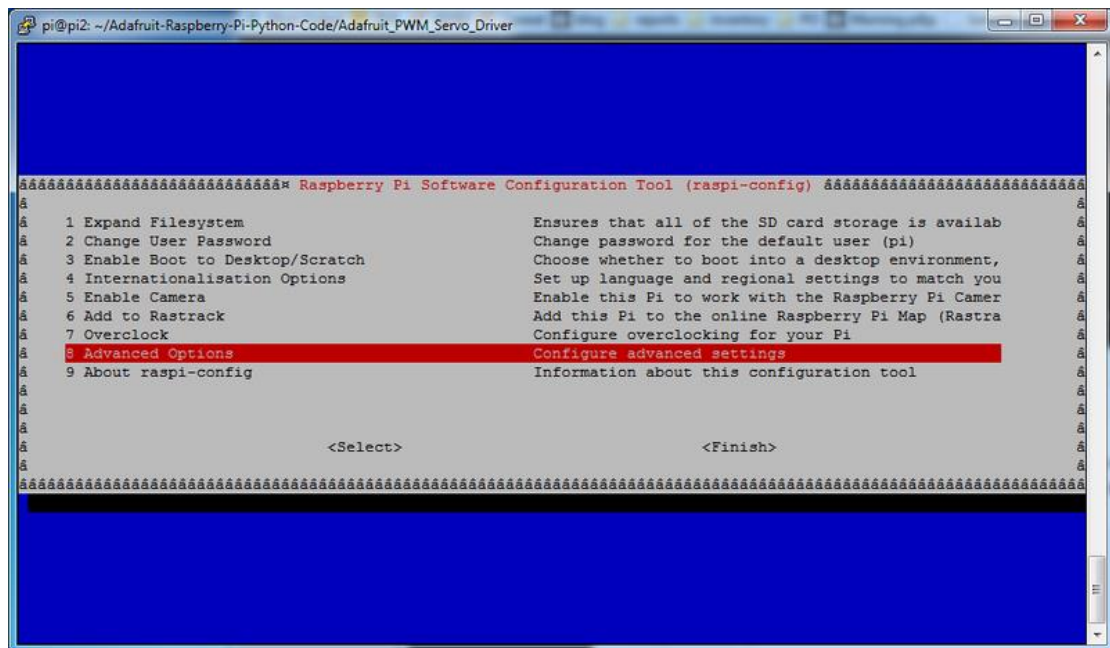 pi@pi2: ~/Adafruit-Raspberry-Pi-Python-Code/Adafruit_PWM_Servo_Driver
Raspberry Pi Software Configuration Tool (raspi-config)
1 Expand Filesystem Ensures that all of the SD card storage is availab
2 Change User Password Change password for the default user (pi)
3 Enable Boot to Desktop/Scratch Choose whether to boot into a desktop environment,
4 Internationalisation Options Set up language and regional settings to match you
5 Enable Camera Enable this Pi to work with the Raspberry Pi Camer
6 Add to Rastrack Add this Pi to the online Raspberry Pi Map (Rastra
7 Overclock Configure overclocking for your Pi
8 Advanced Options Configure advanced settings
9 About raspi-config Information about this configuration tool
<Select> <Finish>